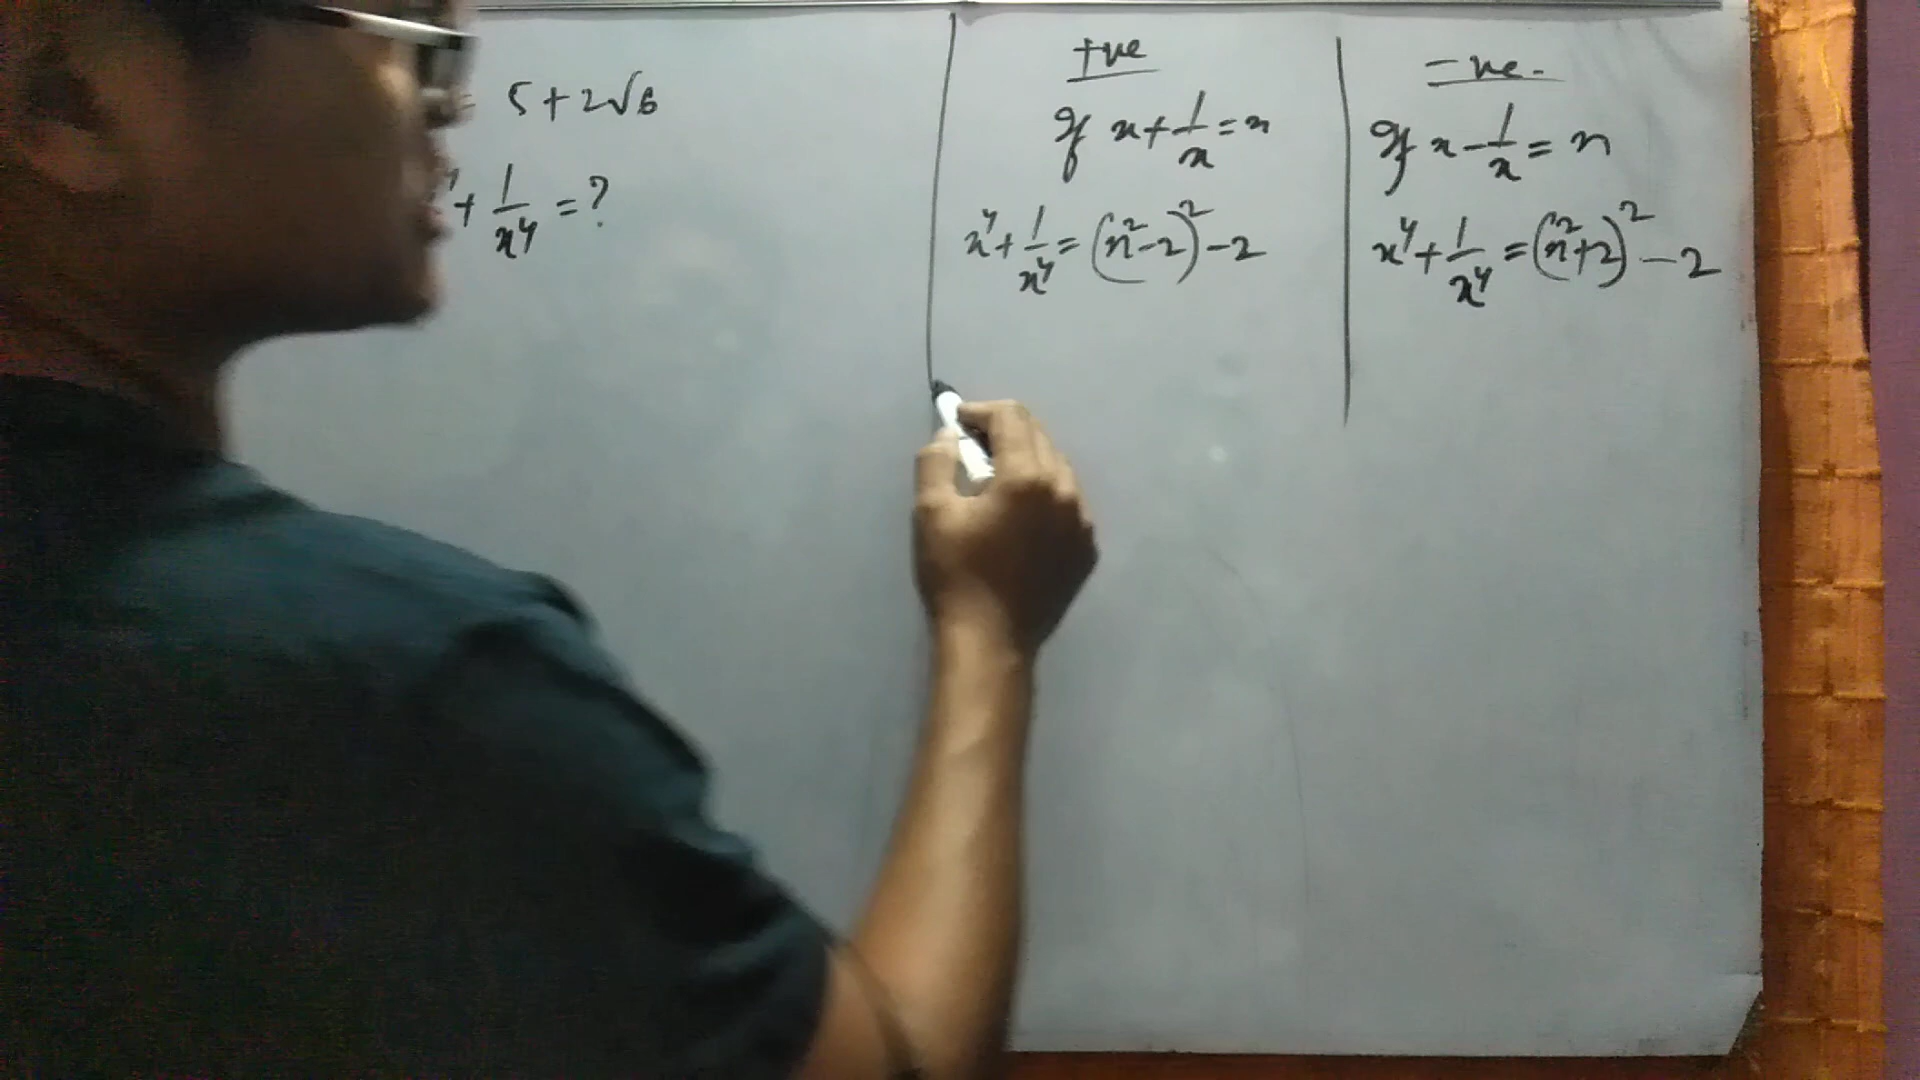 = 5+2√6
+ 1/x⁴ = ?
+ve
If x + 1/x = n
x⁴ + 1/x⁴ = (n²-2)² - 2
-ve.
If x - 1/x = n
x⁴ + 1/x⁴ = (n²+2)² - 2